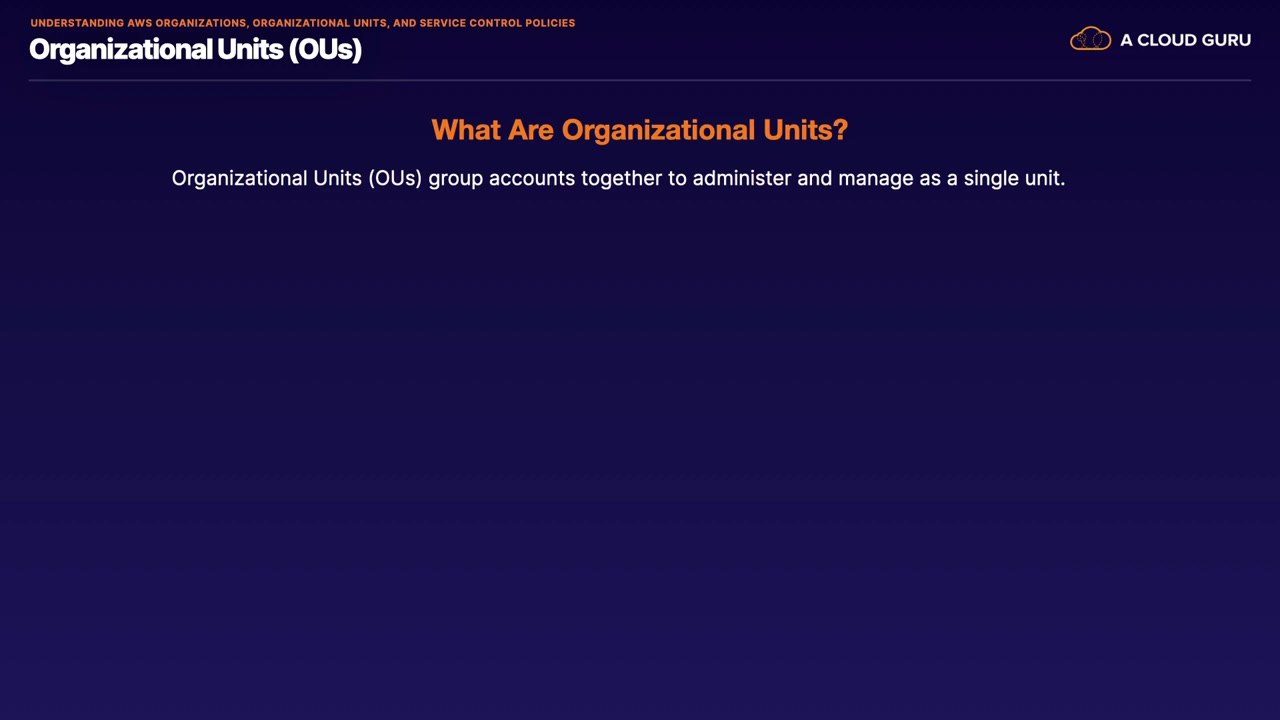 UNDERSTANDING AWS ORGANIZATIONS, ORGANIZATIONAL UNITS, AND SERVICE CONTROL POLICIES
Organizational Units (OUs)
A CLOUD GURU
What Are Organizational Units?
Organizational Units (OUs) group accounts together to administer and manage as a single unit.